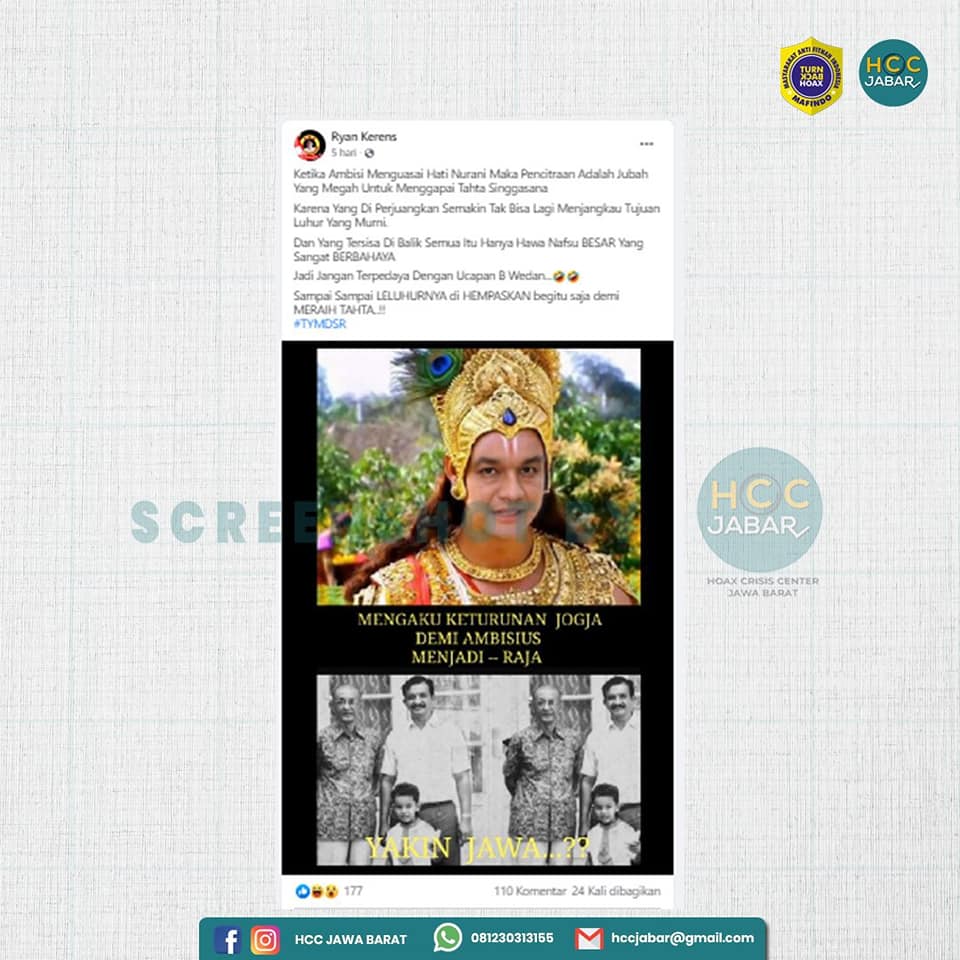 MASYARAKAT ANTI FITNAH INDONESIA
TURN
BACK
HOAX
MAFINDO
HCC
JABAR
Ryan Kerens
5 hari ·
Ketika Ambisi Menguasai Hati Nurani Maka Pencitraan Adalah Jubah
Yang Megah Untuk Menggapai Tahta Singgasana
Karena Yang Di Perjuangkan Semakin Tak Bisa Lagi Menjangkau Tujuan
Luhur Yang Murni.
Dan Yang Tersisa Di Balik Semua Itu Hanya Hawa Nafsu BESAR Yang
Sangat BERBAHAYA
Jadi Jangan Terpedaya Dengan Ucapan B Wedan...🤣🤣
Sampai Sampai LELUHURNYA di HEMPASKAN begitu saja demi
MERAIH TAHTA..!!
#TYMDSR
SCREENSHOT BY
HCC
JABAR
HOAX CRISIS CENTER
JAWA BARAT
MENGAKU KETURUNAN JOGJA
DEMI AMBISIUS
MENJADI -- RAJA
YAKIN JAWA...??
177
110 Komentar 24 Kali dibagikan
HCC JAWA BARAT
081230313155
hccjabar@gmail.com